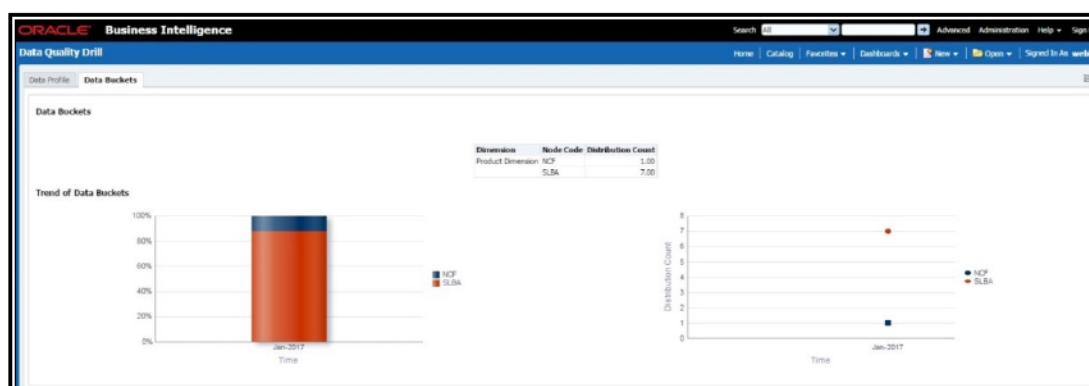 ORACLE Business Intelligence
Search All Advanced Administration Help Sign
Data Quality Drill
Home Catalog Favorites Dashboards New Open Signed In As
Data Profile Data Buckets
Data Buckets
Dimension Node Code Distribution Count
Product Dimension NCF 1.00
SLBA 7.00
Trend of Data Buckets
100%
80%
60%
40%
20%
0%
Jan-2017
Time
NCF
SLBA
Distribution Count
8
7
6
5
4
3
2
1
0
Jan-2017
Time
NCF
SLBA